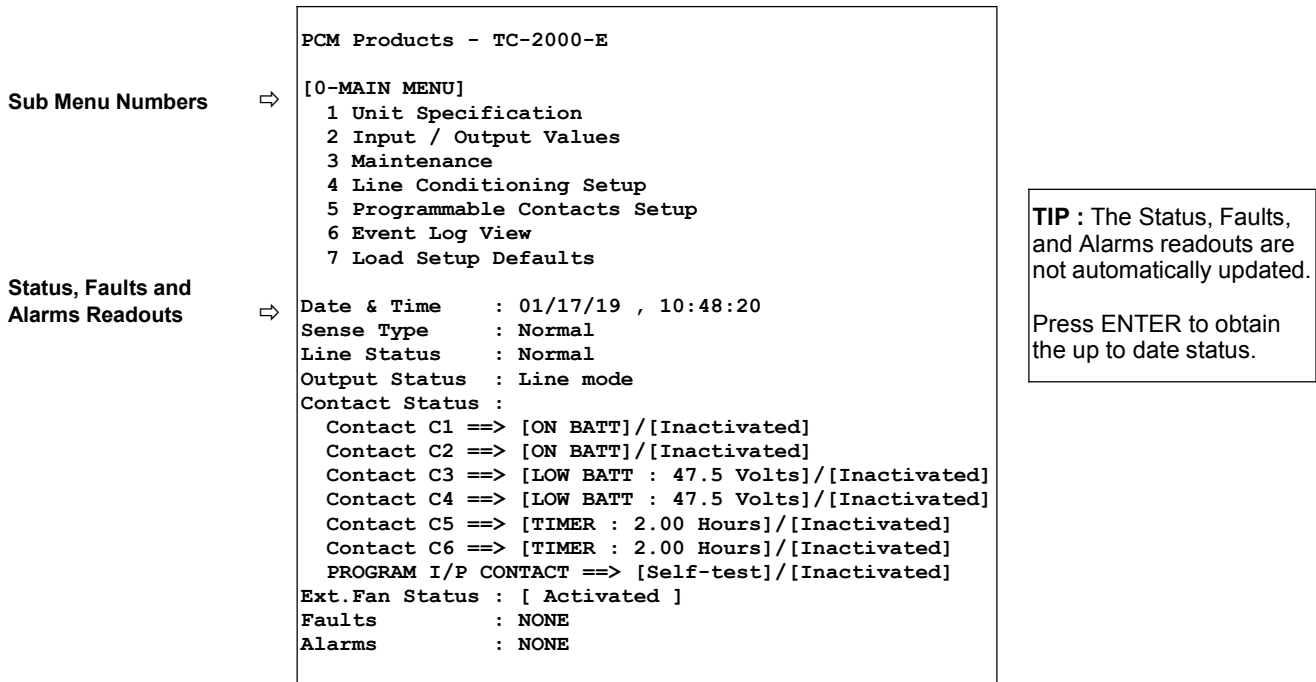 PCM Products - TC-2000-E
Sub Menu Numbers ⇨
[0-MAIN MENU]
1 Unit Specification
2 Input / Output Values
3 Maintenance
4 Line Conditioning Setup
5 Programmable Contacts Setup
6 Event Log View
7 Load Setup Defaults
Status, Faults and
Alarms Readouts ⇨
Date & Time : 01/17/19 , 10:48:20
Sense Type : Normal
Line Status : Normal
Output Status : Line mode
Contact Status :
Contact C1 ==> [ON BATT]/[Inactivated]
Contact C2 ==> [ON BATT]/[Inactivated]
Contact C3 ==> [LOW BATT : 47.5 Volts]/[Inactivated]
Contact C4 ==> [LOW BATT : 47.5 Volts]/[Inactivated]
Contact C5 ==> [TIMER : 2.00 Hours]/[Inactivated]
Contact C6 ==> [TIMER : 2.00 Hours]/[Inactivated]
PROGRAM I/P CONTACT ==> [Self-test]/[Inactivated]
Ext.Fan Status : [ Activated ]
Faults : NONE
Alarms : NONE
TIP : The Status, Faults,
and Alarms readouts are
not automatically updated.
Press ENTER to obtain
the up to date status.